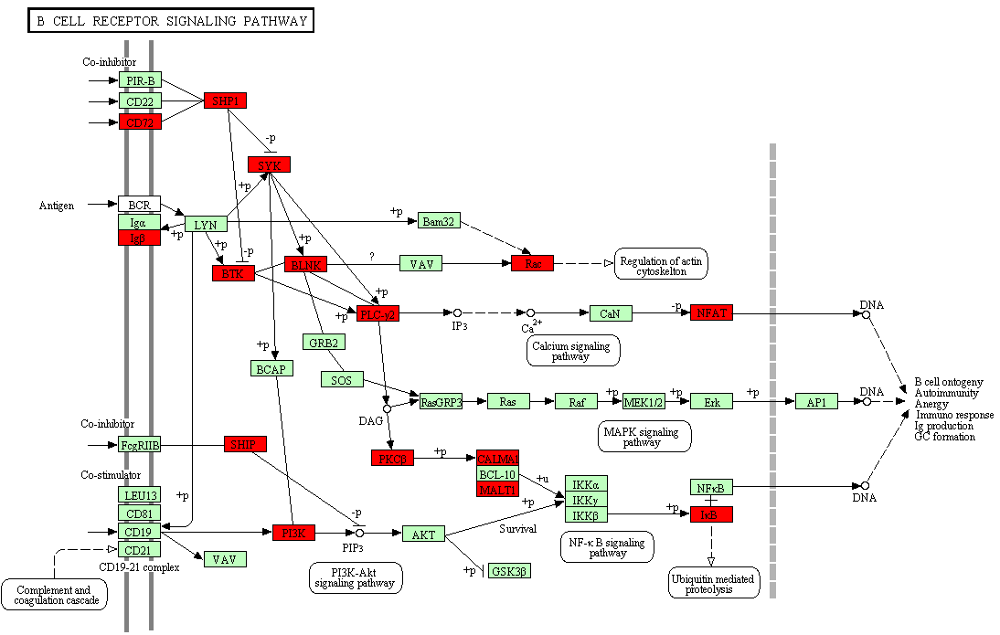 B CELL RECEPTOR SIGNALING PATHWAY
Co-inhibitor
PIR-B
CD22
SHP1
CD72
-p
SYK
+p
Antigen
BCR
Igα
LYN
+p
Bam32
Igβ
+p
+p
-p
+p
BTK
BLNK
?
VAV
Rac
Regulation of actin
cytoskelton
+p
+p
PLC-γ2
IP3
Ca2+
CaN
-p
NFAT
DNA
Calcium signaling
pathway
GRB2
+p
BCAP
SOS
RasGRP3
Ras
Raf
+p
MEK1/2
+p
Erk
+p
AP1
DNA
B cell ontogeny
Autoimmunity
Anergy
Immuno response
Ig production
GC formation
DAG
MAPK signaling
pathway
Co-inhibitor
FcgRIIB
SHIP
PKCβ
+p
CALMA1
BCL-10
MALT1
+u
+p
IKKα
IKKγ
IKKβ
+p
NFκB
IκB
DNA
Co-stimulator
LEU13
+p
CD81
CD19
CD21
CD19-21 complex
VAV
PI3K
-p
PIP3
AKT
Survival
+p
GSK3β
PI3K-Akt
signaling pathway
NF-κ B signaling
pathway
Ubiquitin mediated
proteolysis
Complement and
coagulation cascade